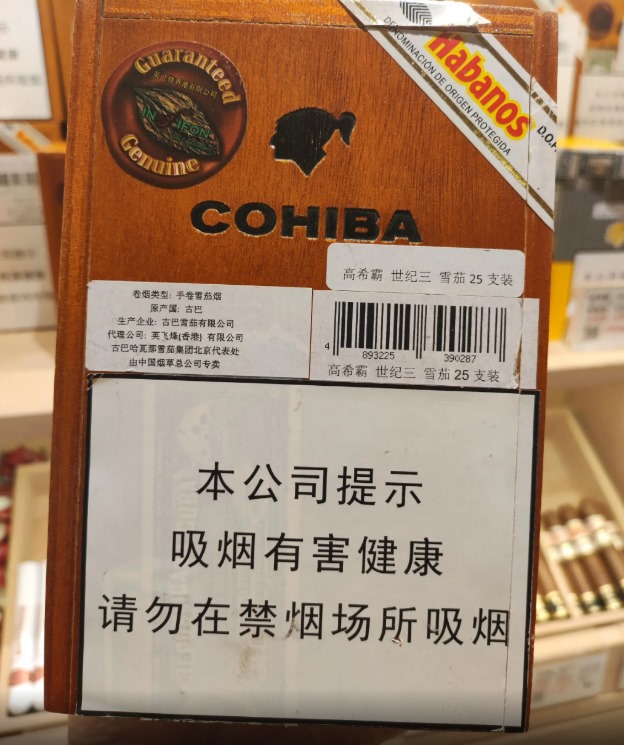 Guaranteed
IN IFON
Genuine
DENOMINACIÓN DE ORIGEN PROTEGIDA
Habanos
D.O.P.
COHIBA
高希霸 世纪三 雪茄 25 支装
卷烟类型: 手卷雪茄烟
原产国: 古巴
生产企业: 古巴雪茄有限公司
代理公司: 英飞烽(香港) 有限公司
古巴哈瓦那雪茄集团北京代表处
由中国烟草总公司专卖
4 893225 390287
高希霸 世纪三 雪茄 25 支装
本公司提示
吸烟有害健康
请勿在禁烟场所吸烟